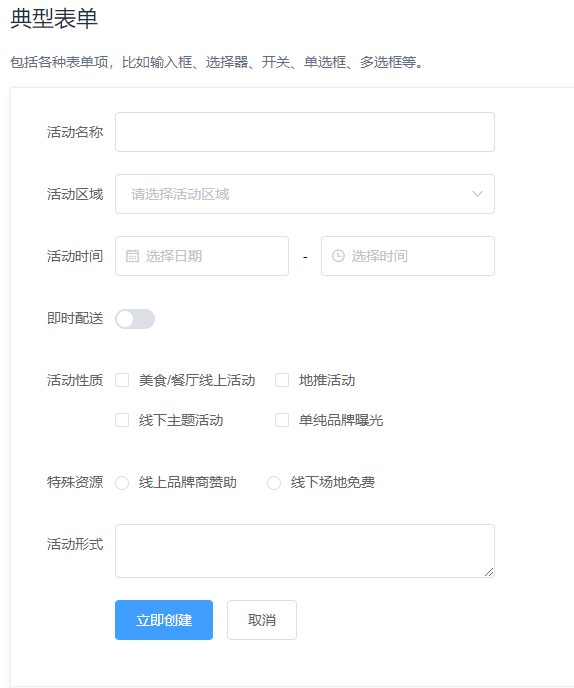 典型表单
包括各种表单项，比如输入框、选择器、开关、单选框、多选框等。
活动名称
活动区域 请选择活动区域
活动时间 选择日期 - 选择时间
即时配送
活动性质 美食/餐厅线上活动 地推活动
线下主题活动 单纯品牌曝光
特殊资源 线上品牌商赞助 线下场地免费
活动形式
立即创建 取消